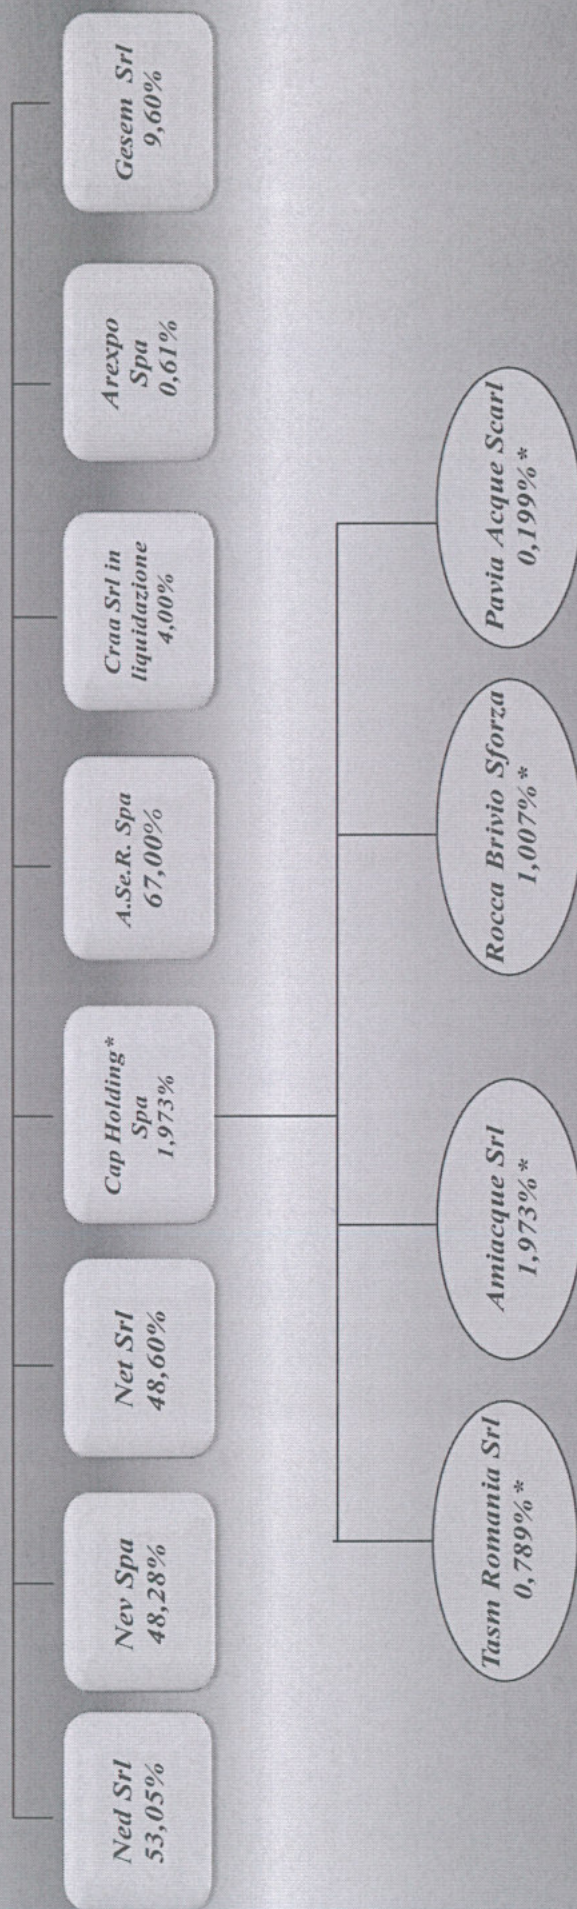 Ned Srl
53,05%
Nev Spa
48,28%
Net Srl
48,60%
Cap Holding*
Spa
1,973%
A.Se.R. Spa
67,00%
Craa Srl in
liquidazione
4,00%
Arexpo
Spa
0,61%
Gesem Srl
9,60%
Tasm Romania Srl
0,789%*
Amiacque Srl
1,973%*
Rocca Brivio Sforza
1,007%*
Pavia Acque Scarl
0,199%*